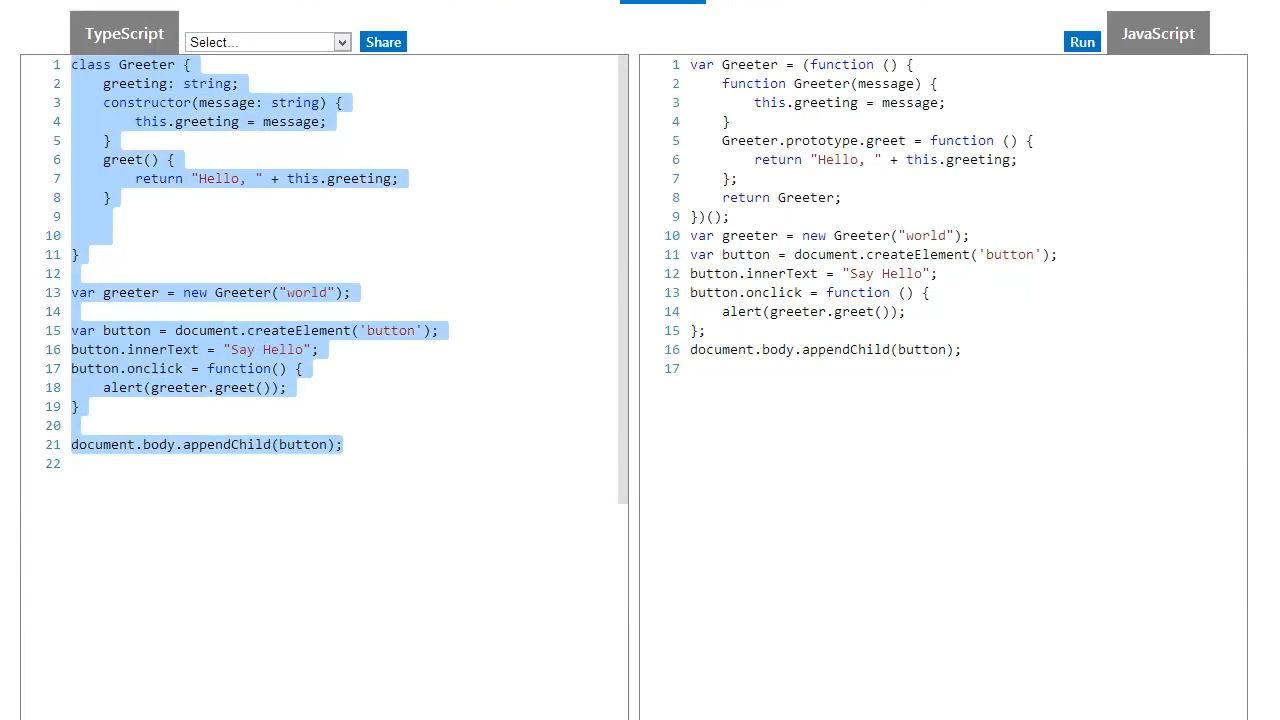 TypeScript
Select...
Share
Run
JavaScript
1 class Greeter {
2     greeting: string;
3     constructor(message: string) {
4         this.greeting = message;
5     }
6     greet() {
7         return "Hello, " + this.greeting;
8     }
9
10
11 }
12
13 var greeter = new Greeter("world");
14
15 var button = document.createElement('button');
16 button.innerText = "Say Hello";
17 button.onclick = function() {
18     alert(greeter.greet());
19 }
20
21 document.body.appendChild(button);
22
1 var Greeter = (function () {
2     function Greeter(message) {
3         this.greeting = message;
4     }
5     Greeter.prototype.greet = function () {
6         return "Hello, " + this.greeting;
7     };
8     return Greeter;
9 })();
10 var greeter = new Greeter("world");
11 var button = document.createElement('button');
12 button.innerText = "Say Hello";
13 button.onclick = function () {
14     alert(greeter.greet());
15 };
16 document.body.appendChild(button);
17